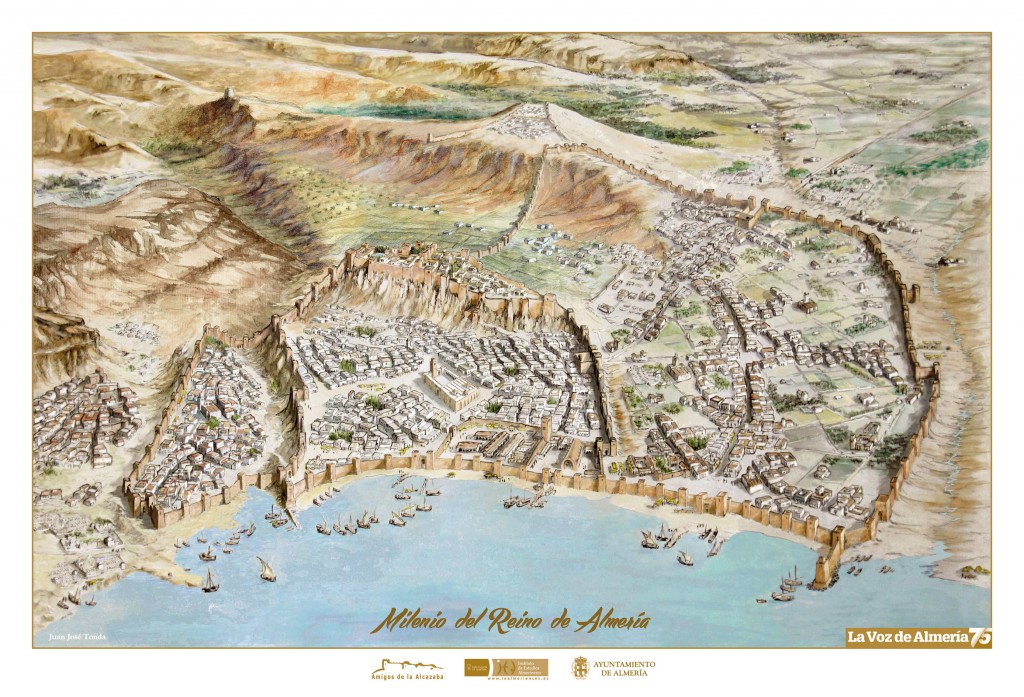 Milenio del Reino de Almería
Juan José Tonda
La Voz de Almería 75
Amigos de la Alcazaba
Instituto
de Estudios
Almerienses
www.iealmerienses.es
AYUNTAMIENTO
DE ALMERÍA